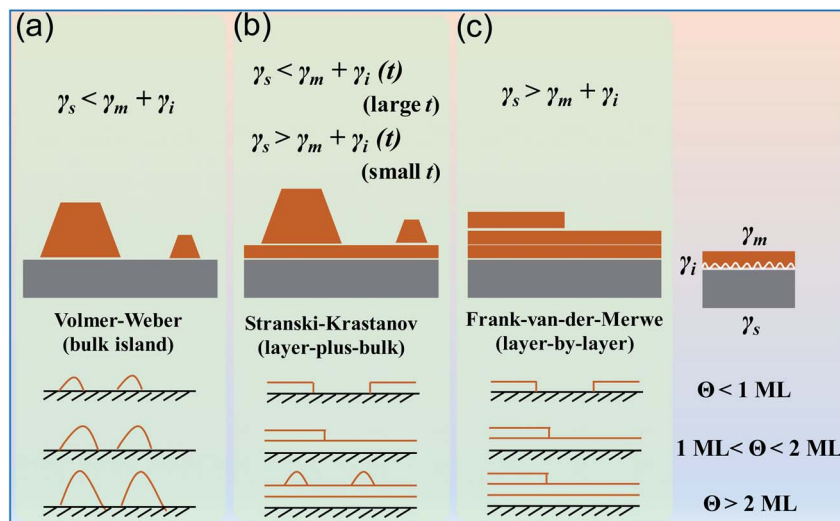 (a)
γs < γm + γi
Volmer-Weber
(bulk island)
(b)
γs < γm + γi (t)
(large t)
γs > γm + γi (t)
(small t)
Stranski-Krastanov
(layer-plus-bulk)
(c)
γs > γm + γi
Frank-van-der-Merwe
(layer-by-layer)
γm
γi
γs
Θ < 1 ML
1 ML< Θ < 2 ML
Θ > 2 ML